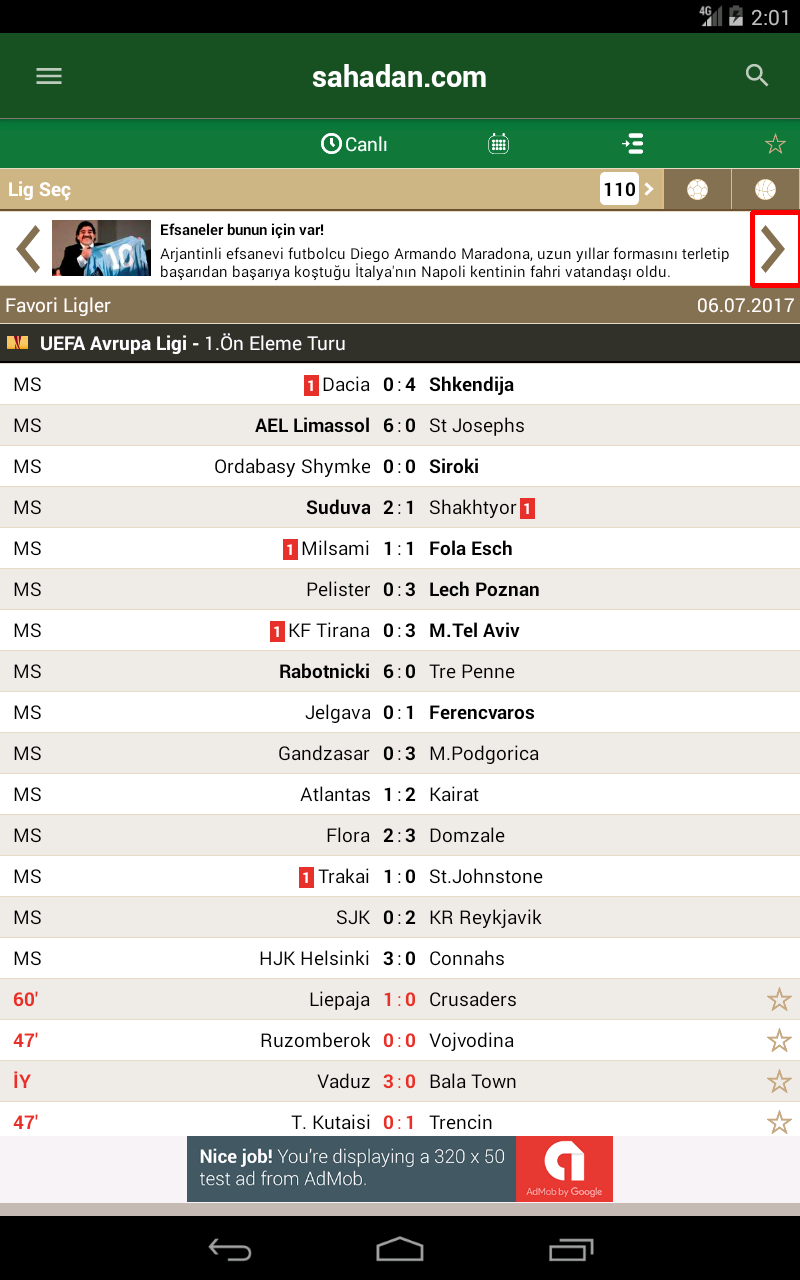 4G 2:01
sahadan.com
Canlı
Lig Seç 110
Efsaneler bunun için var!
Arjantinli efsanevi futbolcu Diego Armando Maradona, uzun yıllar formasını terletip
başarıdan başarıya koştuğu İtalya'nın Napoli kentinin fahri vatandaşı oldu.
Favori Ligler 06.07.2017
UEFA Avrupa Ligi - 1.Ön Eleme Turu
MS 1 Dacia 0 : 4 Shkendija
MS AEL Limassol 6 : 0 St Josephs
MS Ordabasy Shymke 0 : 0 Siroki
MS Suduva 2 : 1 Shakhtyor 1
MS 1 Milsami 1 : 1 Fola Esch
MS Pelister 0 : 3 Lech Poznan
MS 1 KF Tirana 0 : 3 M.Tel Aviv
MS Rabotnicki 6 : 0 Tre Penne
MS Jelgava 0 : 1 Ferencvaros
MS Gandzasar 0 : 3 M.Podgorica
MS Atlantas 1 : 2 Kairat
MS Flora 2 : 3 Domzale
MS 1 Trakai 1 : 0 St.Johnstone
MS SJK 0 : 2 KR Reykjavik
MS HJK Helsinki 3 : 0 Connahs
60' Liepaja 1 : 0 Crusaders
47' Ruzomberok 0 : 0 Vojvodina
İY Vaduz 3 : 0 Bala Town
47' T. Kutaisi 0 : 1 Trencin
Nice job! You're displaying a 320 x 50
test ad from AdMob.
AdMob by Google